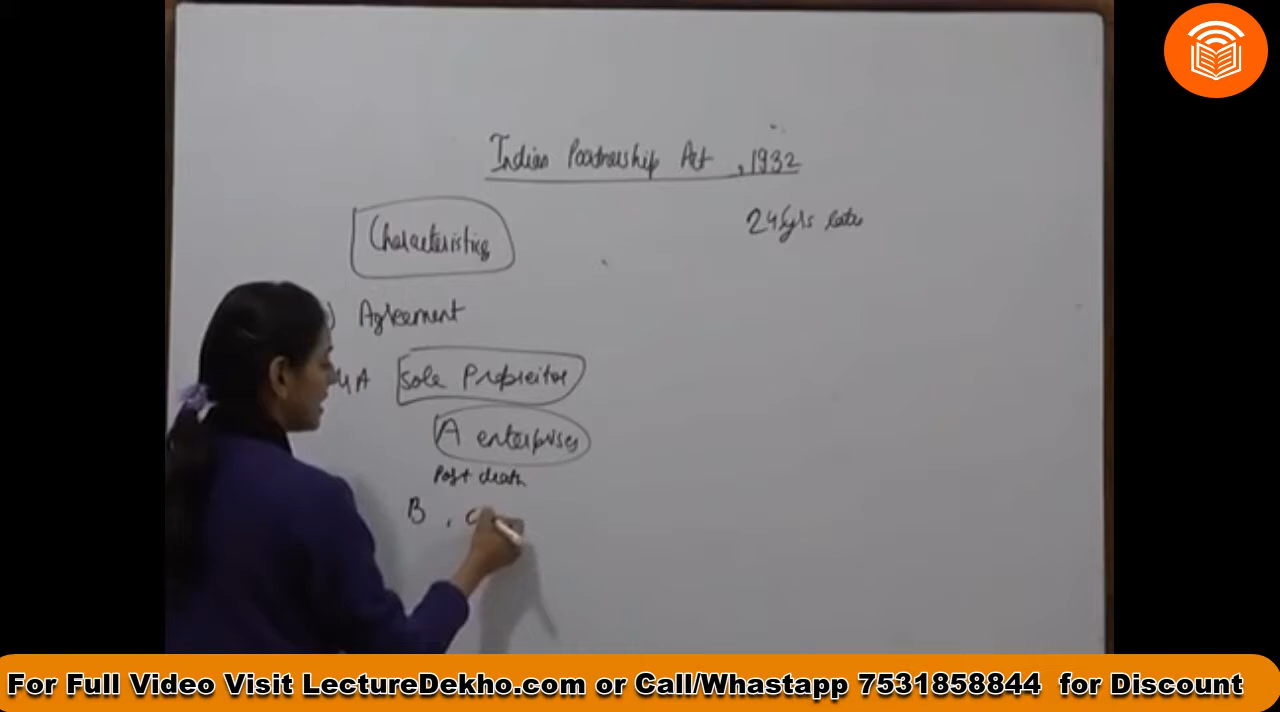 Indian Partnership Act , 1932
24 yrs later
Characteristics
) Agreement
A Sole Propreitor
A enterprises
Post death
B , C
For Full Video Visit LectureDekho.com or Call/Whastapp 7531858844 for Discount